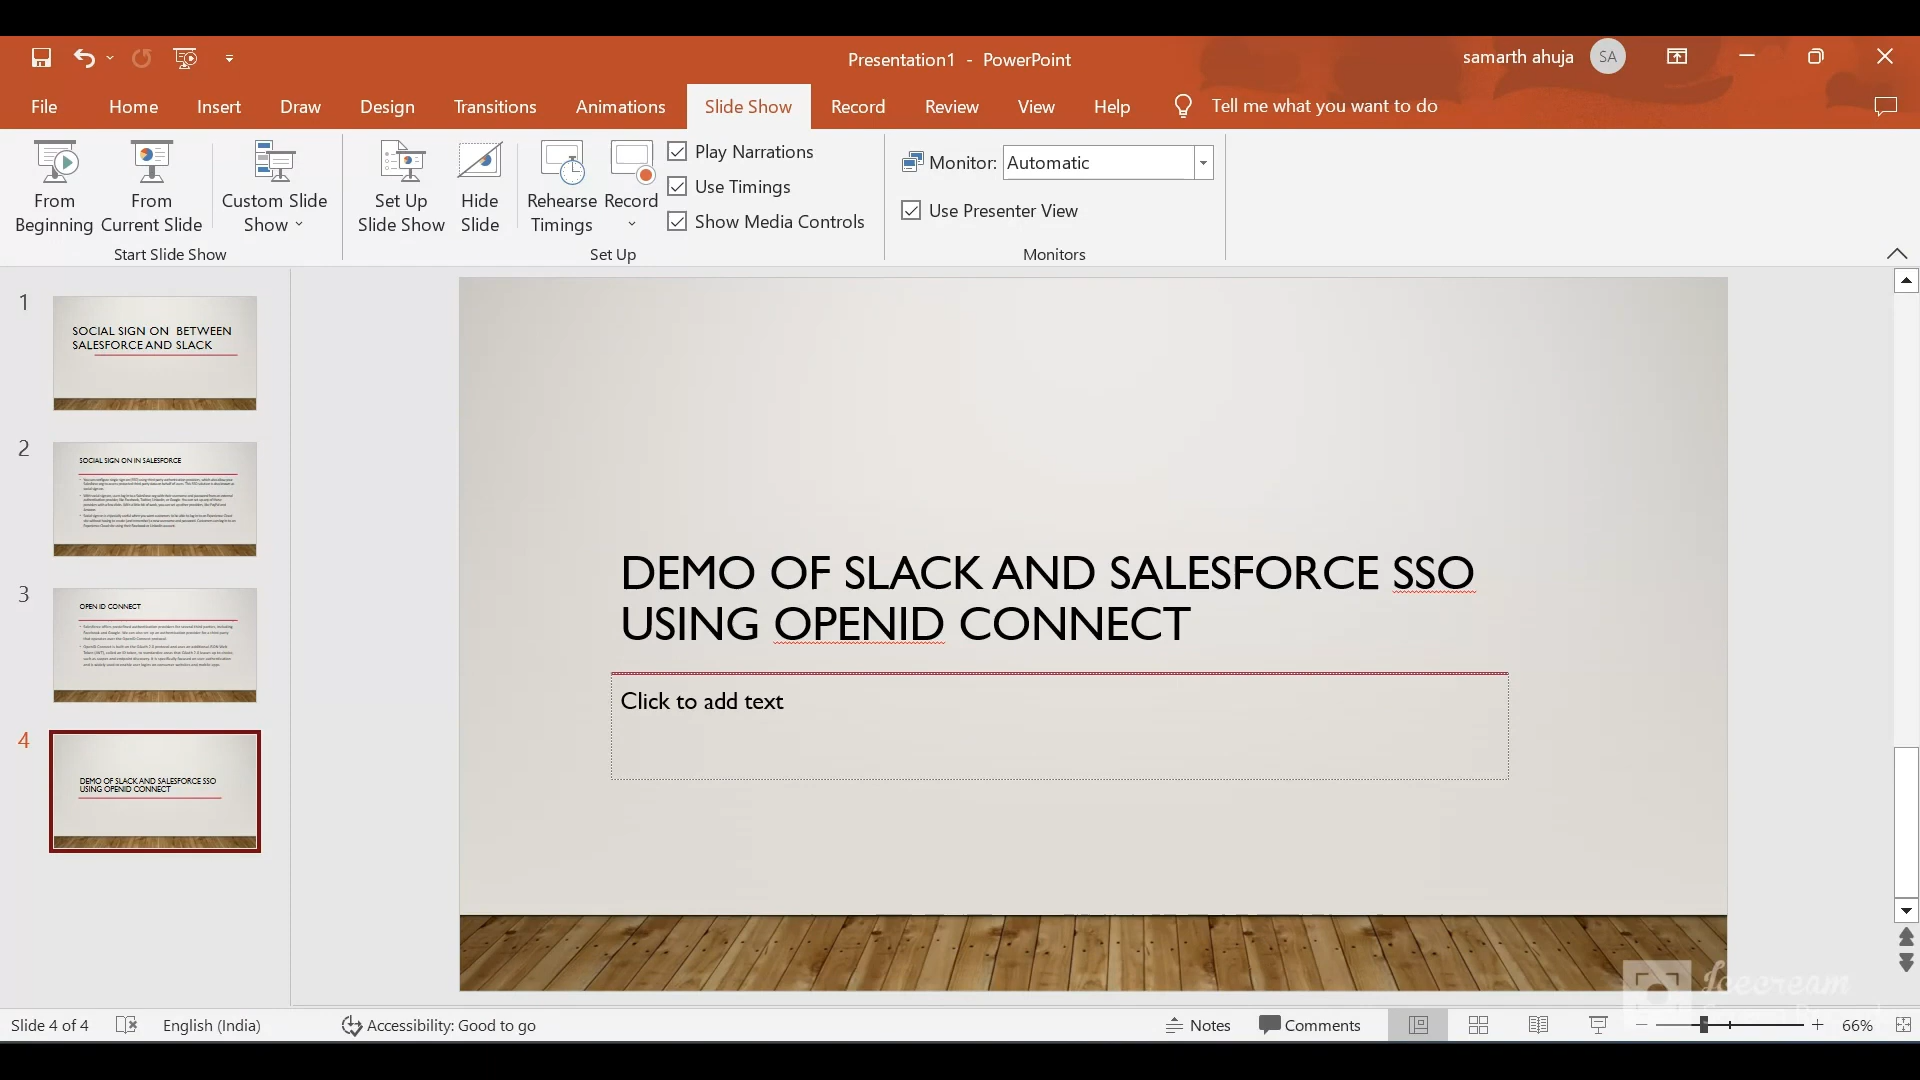 Presentation1 - PowerPoint
samarth ahuja
SA
File
Home
Insert
Draw
Design
Transitions
Animations
Slide Show
Record
Review
View
Help
Tell me what you want to do
From
Beginning
From
Current Slide
Custom Slide
Show
Start Slide Show
Set Up
Slide Show
Hide
Slide
Rehearse
Timings
Record
Play Narrations
Use Timings
Show Media Controls
Set Up
Monitor:
Automatic
Use Presenter View
Monitors
1
SOCIAL SIGN ON BETWEEN
SALESFORCE AND SLACK
2
SOCIAL SIGN ON IN SALESFORCE
3
OPEN ID CONNECT
4
DEMO OF SLACK AND SALESFORCE SSO
USING OPENID CONNECT
DEMO OF SLACK AND SALESFORCE SSO
USING OPENID CONNECT
Click to add text
Icecream
Slide 4 of 4
English (India)
Accessibility: Good to go
Notes
Comments
66%